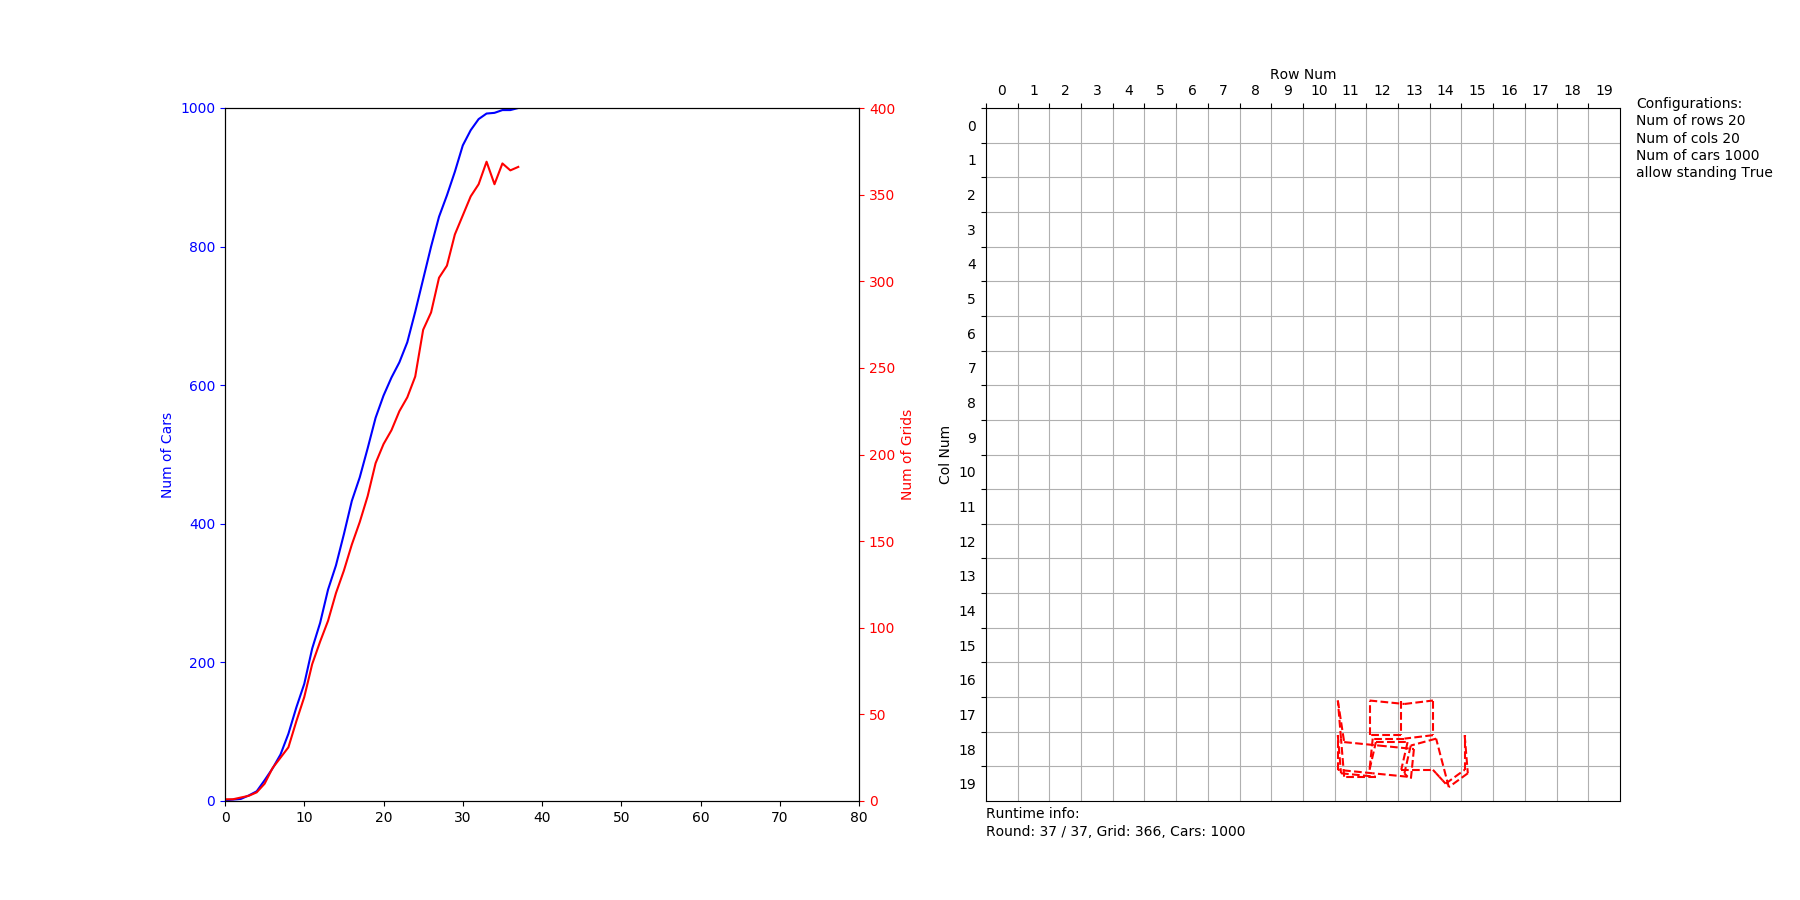 Row Num
0 1 2 3 4 5 6 7 8 9 10 11 12 13 14 15 16 17 18 19
1000
800
600
400
200
0
Num of Cars
0 10 20 30 40 50 60 70 80
400
350
300
250
200
150
100
50
0
Num of Grids
Col Num
0
1
2
3
4
5
6
7
8
9
10
11
12
13
14
15
16
17
18
19
Configurations:
Num of rows 20
Num of cols 20
Num of cars 1000
allow standing True
Runtime info:
Round: 37 / 37, Grid: 366, Cars: 1000